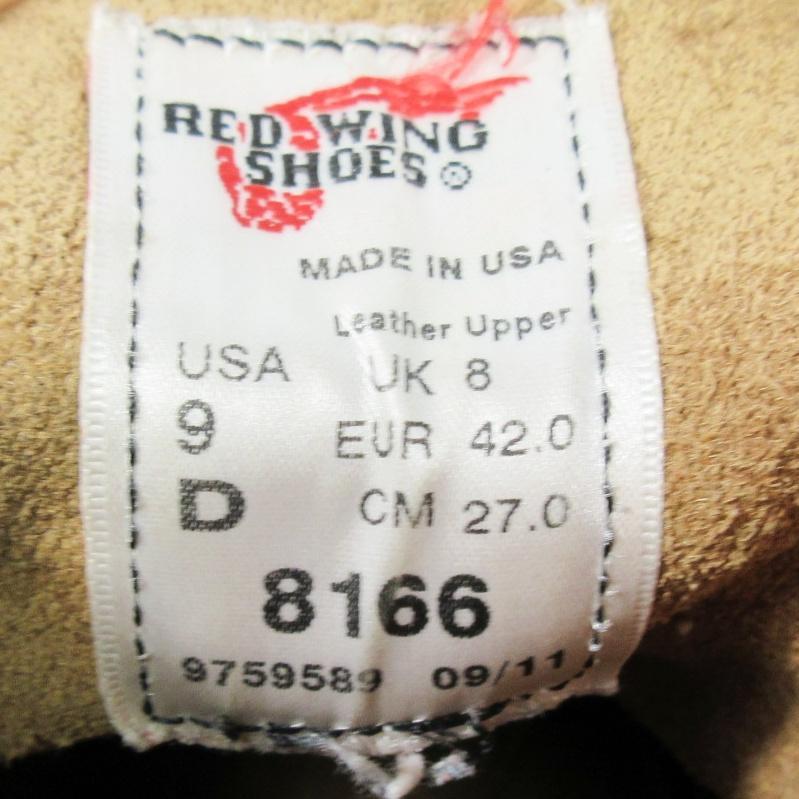 RED WING
SHOES®
MADE IN USA
Leather Upper
USA UK 8
9 EUR 42.0
D CM 27.0
8166
9759589 09/11